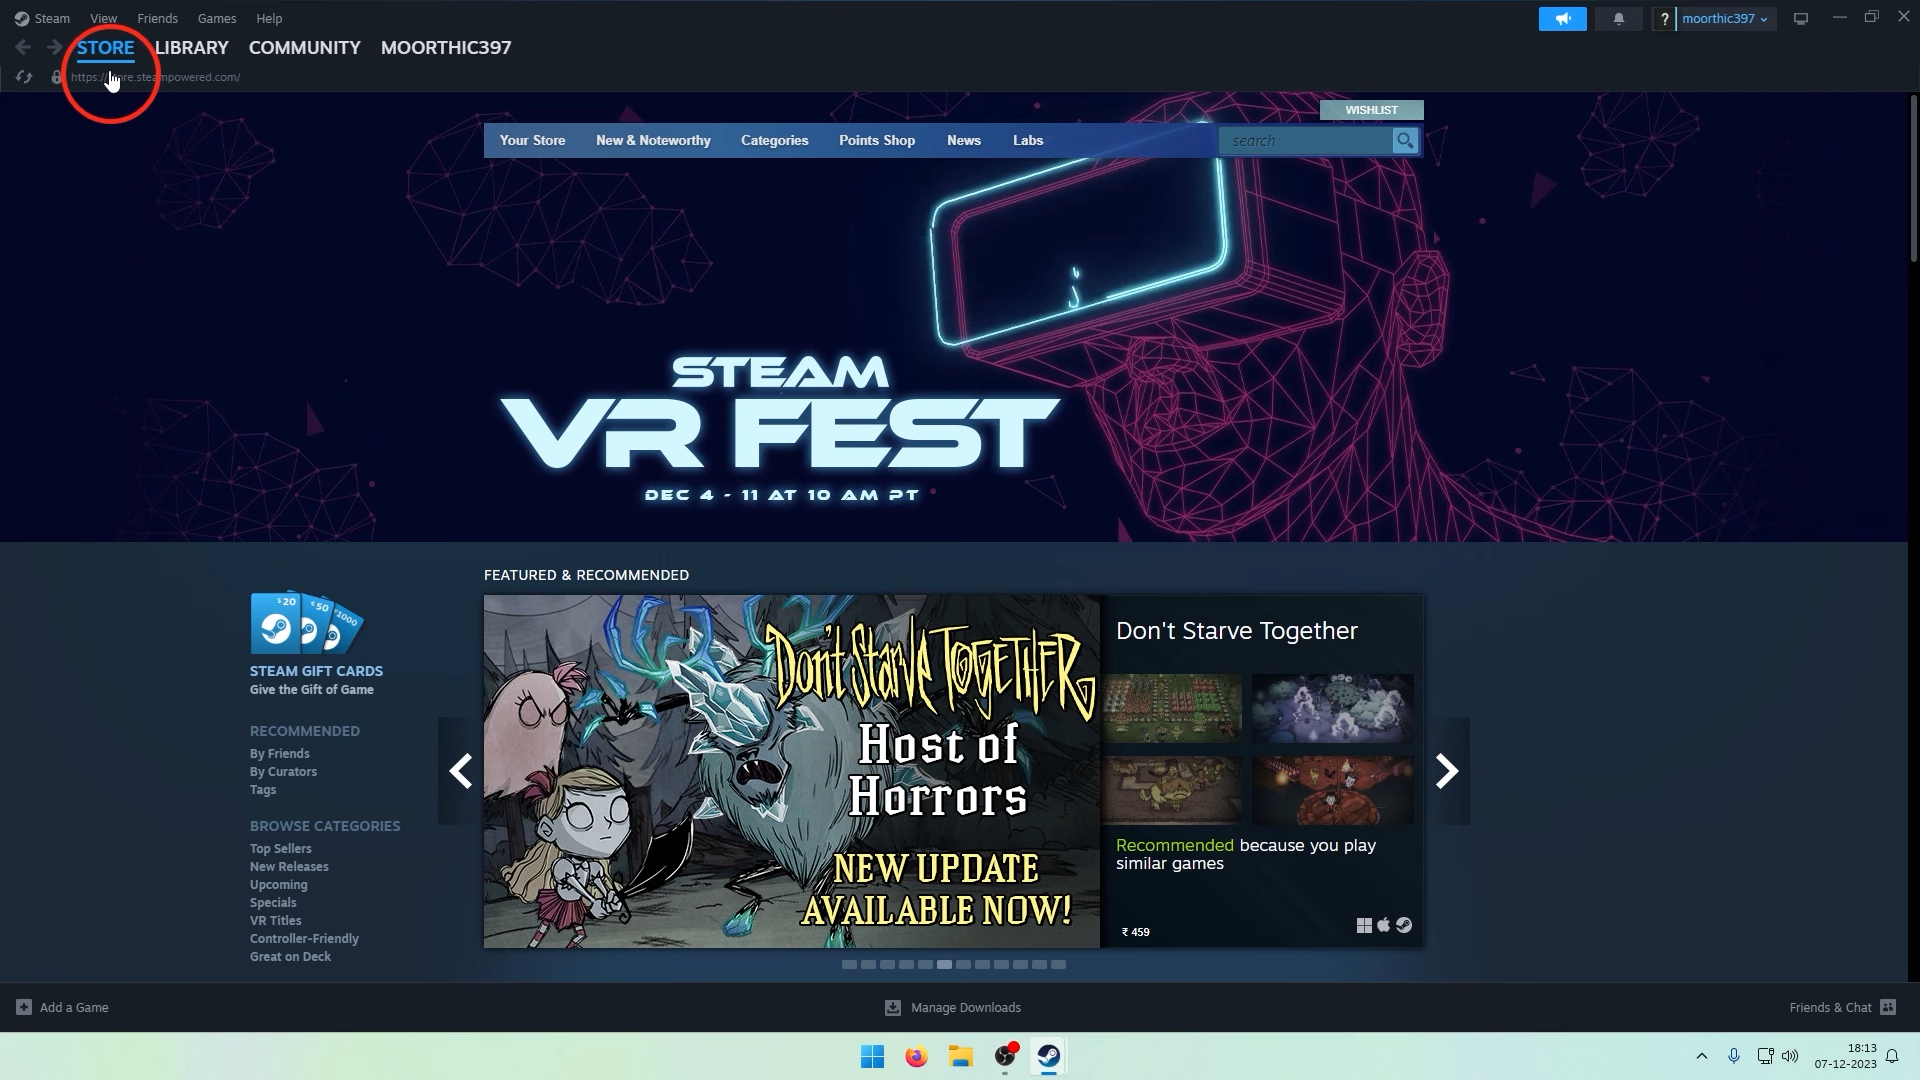 Steam View Friends Games Help
? moorthic397
STORE LIBRARY COMMUNITY MOORTHIC397
WISHLIST
Your Store New & Noteworthy Categories Points Shop News Labs search
STEAM
VR FEST
DEC 4 - 11 AT 10 AM PT
FEATURED & RECOMMENDED
$20 €50 ¥1000
STEAM GIFT CARDS
Give the Gift of Game
RECOMMENDED
By Friends
By Curators
Tags
BROWSE CATEGORIES
Top Sellers
New Releases
Upcoming
Specials
VR Titles
Controller-Friendly
Great on Deck
Don't Starve Together
Host of
Horrors
NEW UPDATE
AVAILABLE NOW!
Don't Starve Together
Recommended because you play
similar games
₹ 459
Add a Game Manage Downloads Friends & Chat
18:13
07-12-2023